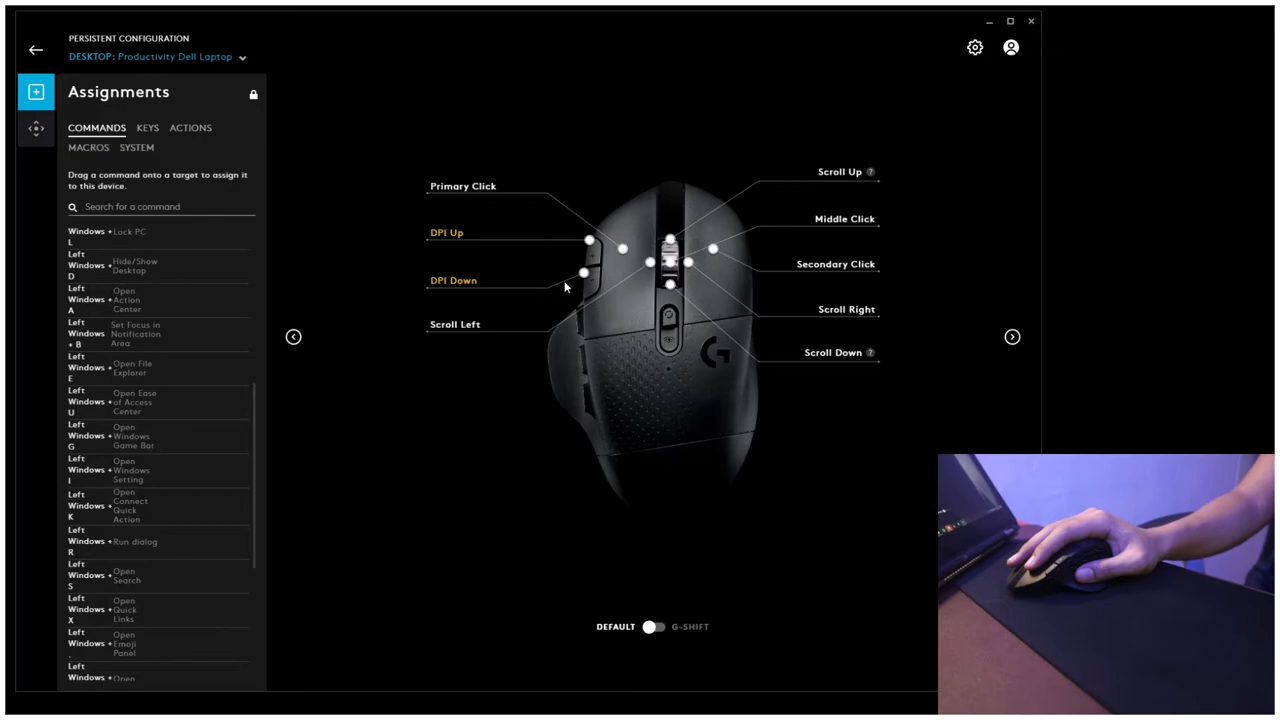 PERSISTENT CONFIGURATION
DESKTOP: Productivity Dell Laptop
Assignments
COMMANDS KEYS ACTIONS
MACROS SYSTEM
Drag a command onto a target to assign it
to this device.
Search for a command
Windows + Lock PC
L
Left
Windows + Hide/Show
Desktop
D
Left
Windows + Open
Action
Center
A
Left
Windows + B
Set Focus in
Notification
Area
Left
Windows + Open File
Explorer
E
Left
Windows + Open Ease
of Access
Center
U
Left
Windows + Open
Windows
Game Bar
G
Left
Windows + Open
Windows
Setting
I
Left
Windows + Open
Connect
Quick
Action
K
Left
Windows + Run dialog
R
Left
Windows + Open
Search
S
Left
Windows + Open
Quick
Links
X
Left
Windows + Open
Emoji
Panel
.
Left
Windows + Open
Primary Click
DPI Up
DPI Down
Scroll Left
Scroll Up ?
Middle Click
Secondary Click
Scroll Right
Scroll Down ?
G
DEFAULT G-SHIFT